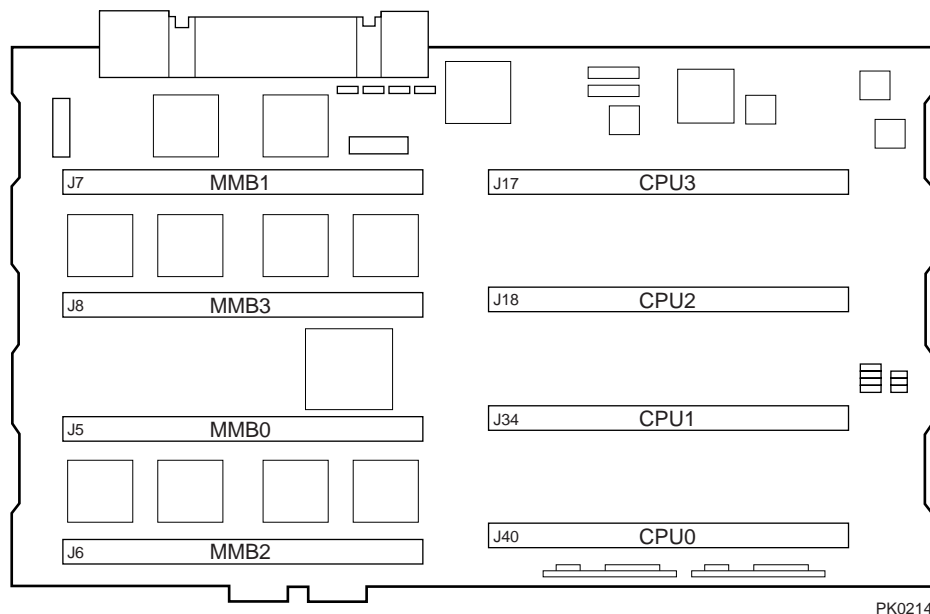 J7 MMB1
J17 CPU3
J8 MMB3
J18 CPU2
J5 MMB0
J34 CPU1
J6 MMB2
J40 CPU0
PK0214